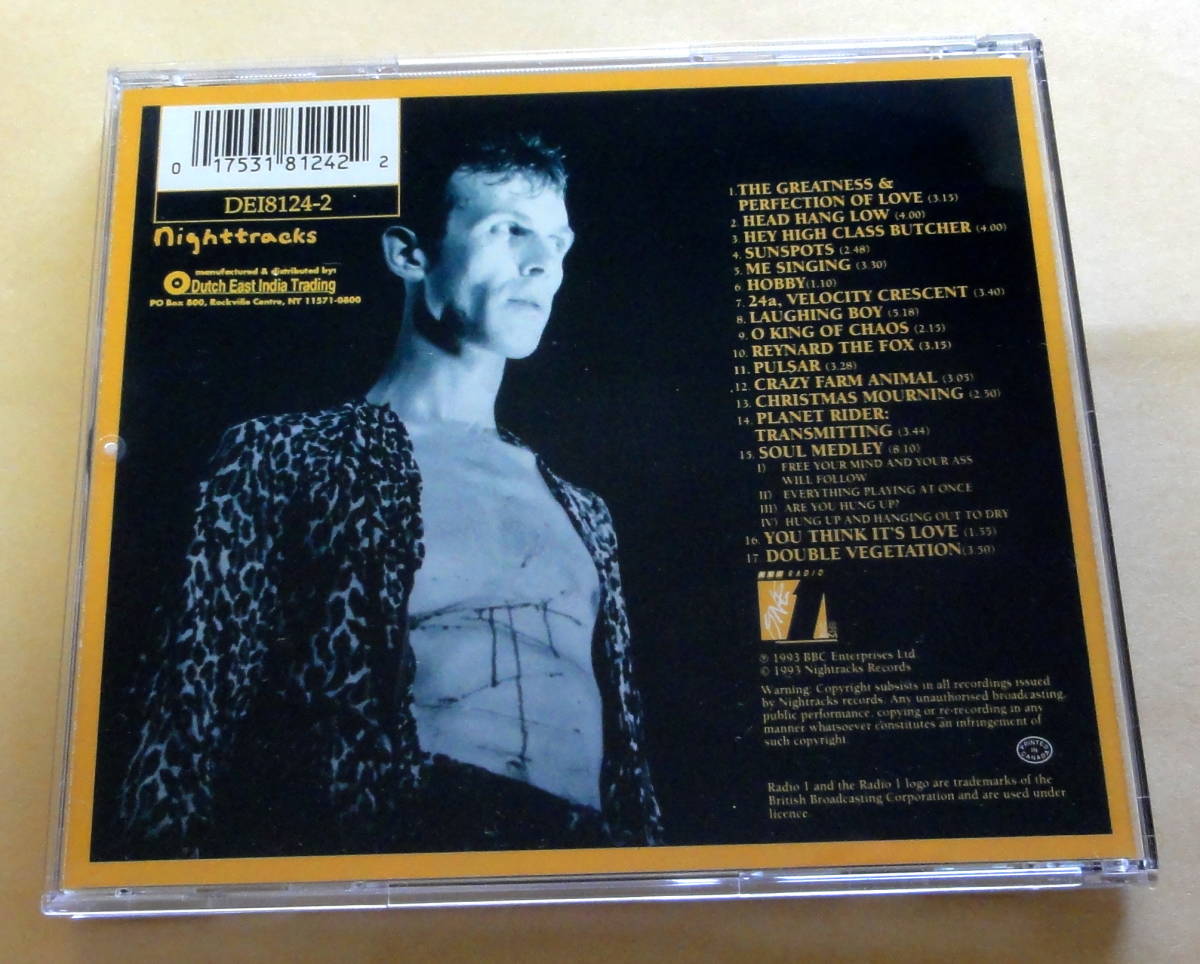 0 17531 81242 2
DEI8124-2
Nighttracks
manufactured & distributed by:
Dutch East India Trading
PO Box 800, Rockville Centre, NY 11571-0800
1. THE GREATNESS &
PERFECTION OF LOVE (3.15)
2. HEAD HANG LOW (4.00)
3. HEY HIGH CLASS BUTCHER (4.00)
4. SUNSPOTS (2.48)
5. ME SINGING (3.30)
6. HOBBY (1.10)
7. 24a, VELOCITY CRESCENT (3.40)
8. LAUGHING BOY (5.18)
9. O KING OF CHAOS (2.15)
10. REYNARD THE FOX (3.15)
11. PULSAR (3.28)
12. CRAZY FARM ANIMAL (3.05)
13. CHRISTMAS MOURNING (2.50)
14. PLANET RIDER:
TRANSMITTING (3.44)
15. SOUL MEDLEY (8.10)
I) FREE YOUR MIND AND YOUR ASS
WILL FOLLOW
II) EVERYTHING PLAYING AT ONCE
III) ARE YOU HUNG UP?
IV) HUNG UP AND HANGING OUT TO DRY
16. YOU THINK IT'S LOVE (1.35)
17 DOUBLE VEGETATION (3.50)
BBC RADIO
1
℗ 1993 BBC Enterprises Ltd
© 1993 Nightracks Records
Warning: Copyright subsists in all recordings issued
by Nightracks records. Any unauthorised broadcasting,
public performance, copying or re-recording in any
manner whatsoever constitutes an infringement of
such copyright.
PRINTED IN CANADA
Radio 1 and the Radio 1 logo are trademarks of the
British Broadcasting Corporation and are used under
licence